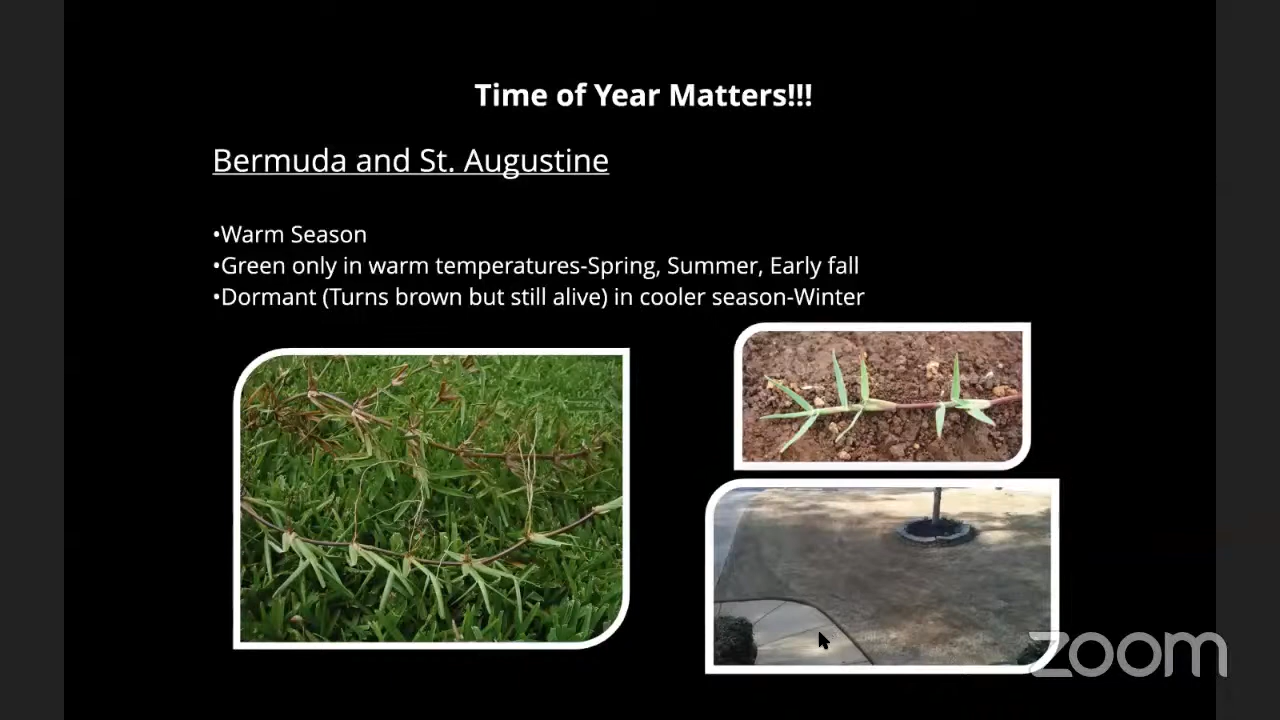 Time of Year Matters!!!
Bermuda and St. Augustine
•Warm Season
•Green only in warm temperatures-Spring, Summer, Early fall
•Dormant (Turns brown but still alive) in cooler season-Winter
zoom